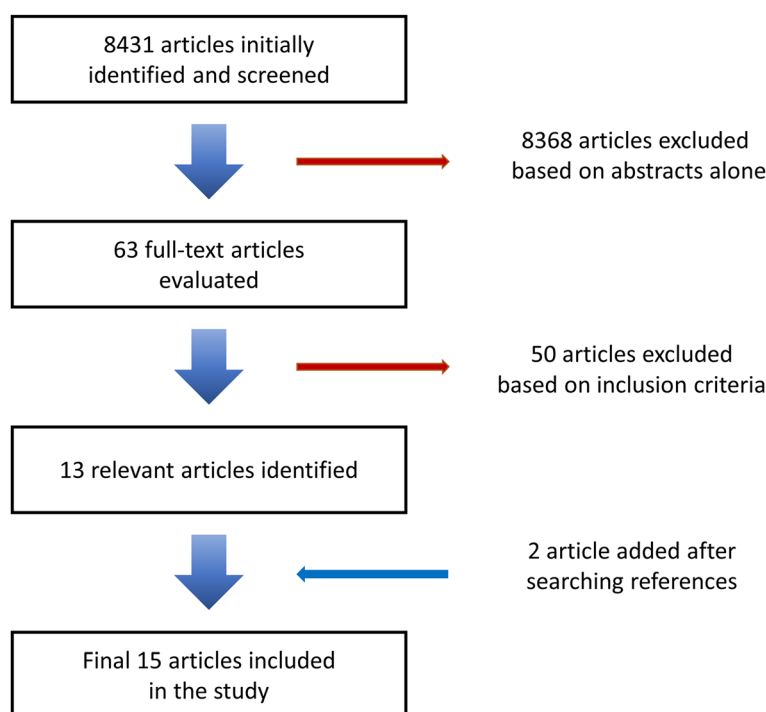 8431 articles initially
identified and screened
8368 articles excluded
based on abstracts alone
63 full-text articles
evaluated
50 articles excluded
based on inclusion criteria
13 relevant articles identified
2 article added after
searching references
Final 15 articles included
in the study